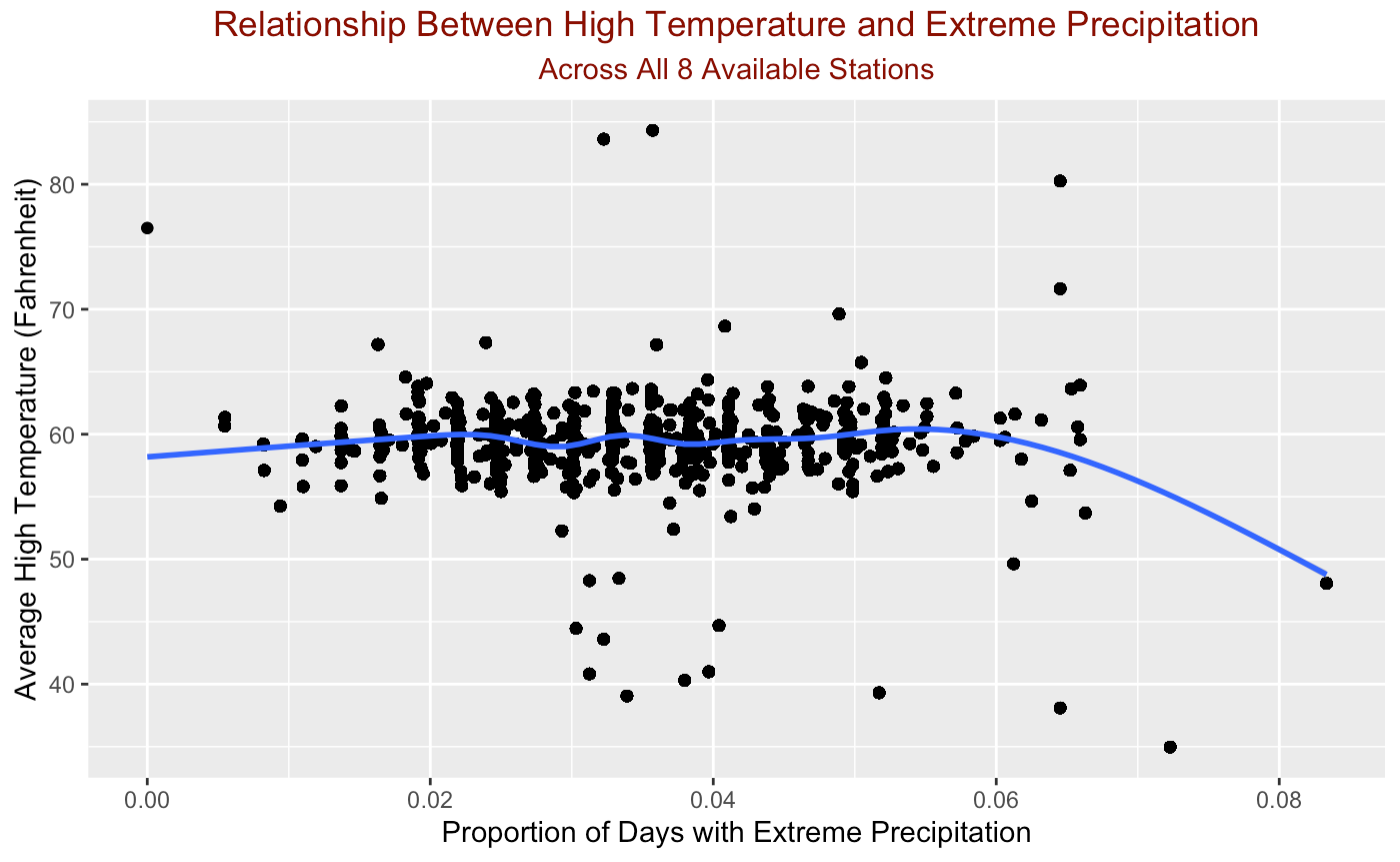 Relationship Between High Temperature and Extreme Precipitation
Across All 8 Available Stations
Average High Temperature (Fahrenheit)
80
70
60
50
40
0.00 0.02 0.04 0.06 0.08
Proportion of Days with Extreme Precipitation